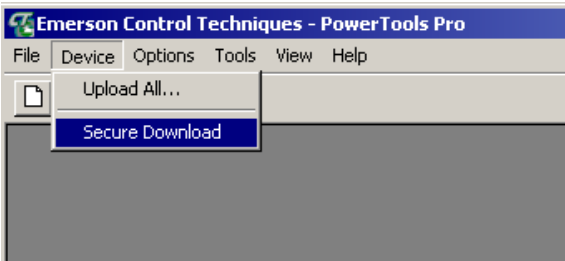 Emerson Control Techniques - PowerTools Pro
File Device Options Tools View Help
Upload All...
Secure Download